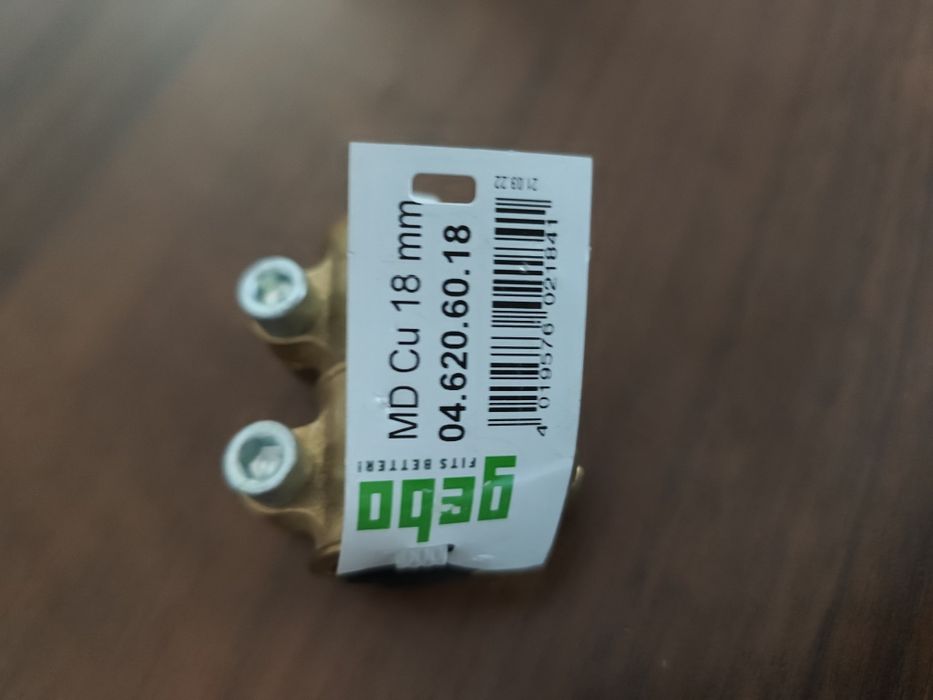 gebo
FITS BETTER!
MD Cu 18 mm
04.620.60.18
4 019576 021841
21.03.22